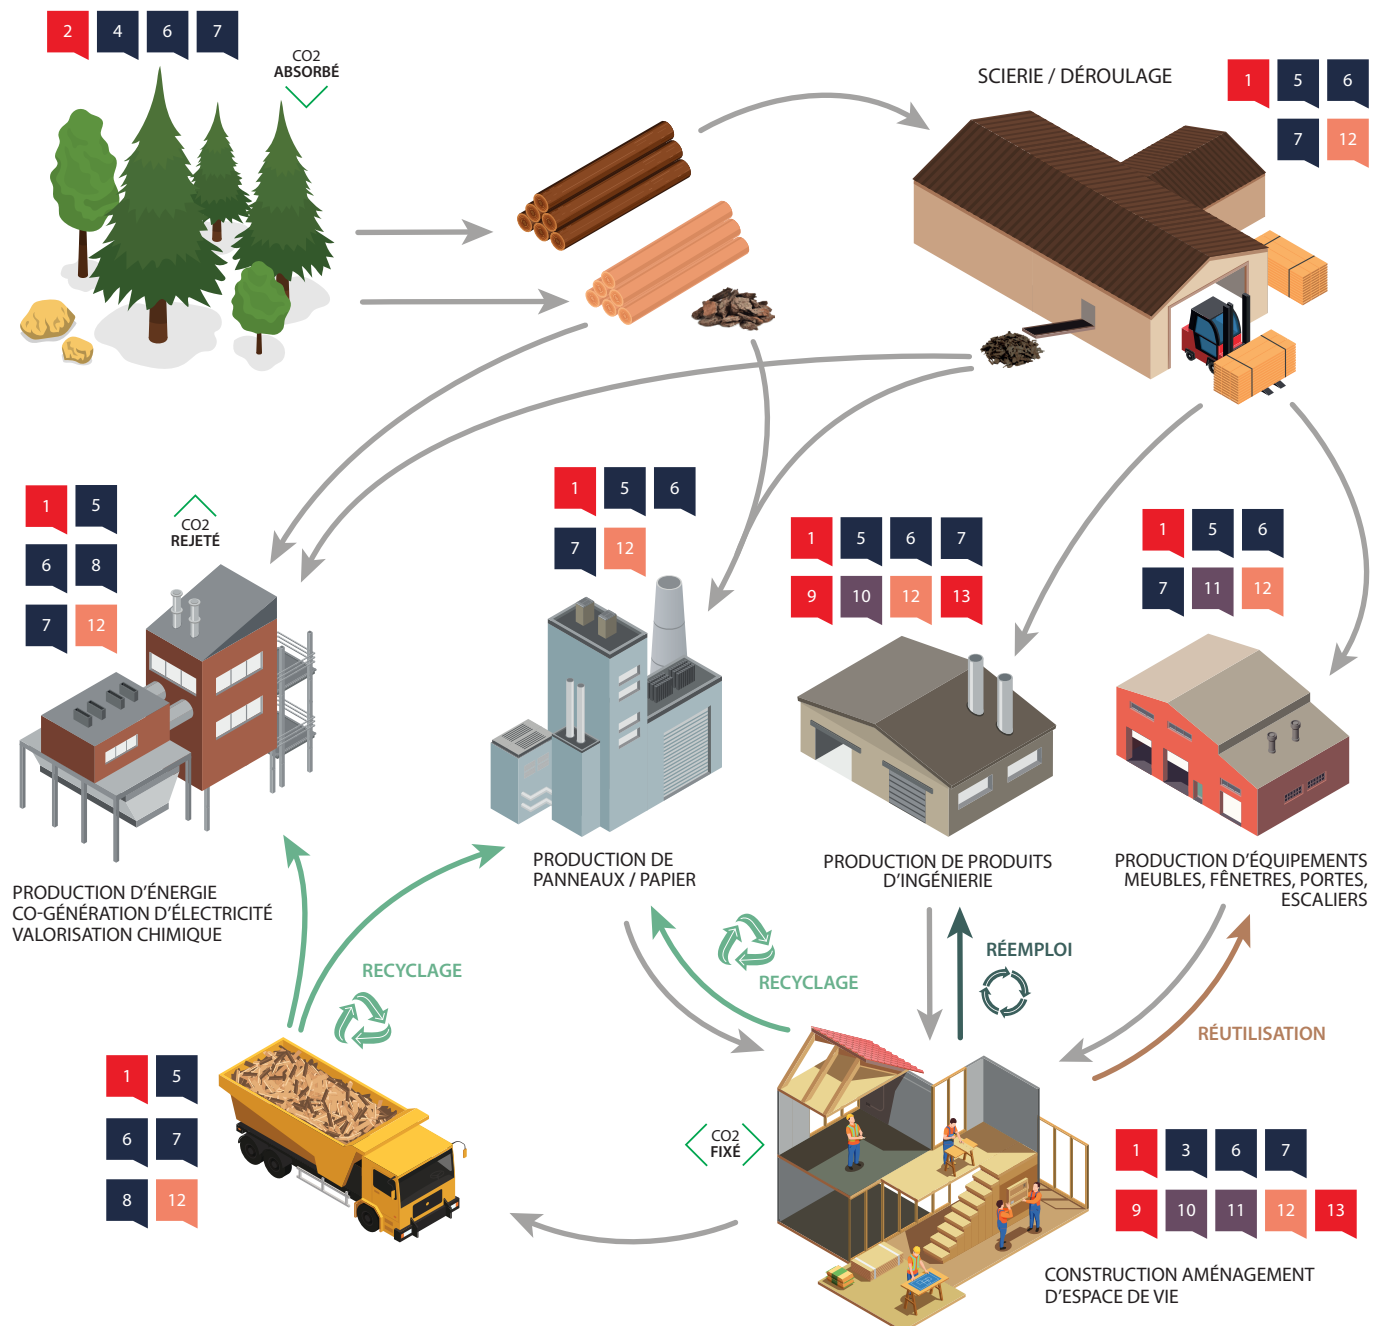 2 4 6 7
CO2
ABSORBÉ
SCIERIE / DÉROULAGE
1 5 6
7 12
1 5
6 8
7 12
CO2
REJETÉ
1 5 6
7 12
1 5 6 7
9 10 12 13
1 5 6
7 11 12
PRODUCTION D'ÉNERGIE
CO-GÉNÉRATION D'ÉLECTRICITÉ
VALORISATION CHIMIQUE
PRODUCTION DE
PANNEAUX / PAPIER
PRODUCTION DE PRODUITS
D'INGÉNIERIE
PRODUCTION D'ÉQUIPEMENTS
MEUBLES, FÊNETRES, PORTES,
ESCALIERS
RECYCLAGE
RECYCLAGE
RÉEMPLOI
RÉUTILISATION
1 5
6 7
8 12
CO2
FIXÉ
1 3 6 7
9 10 11 12 13
CONSTRUCTION AMÉNAGEMENT
D'ESPACE DE VIE